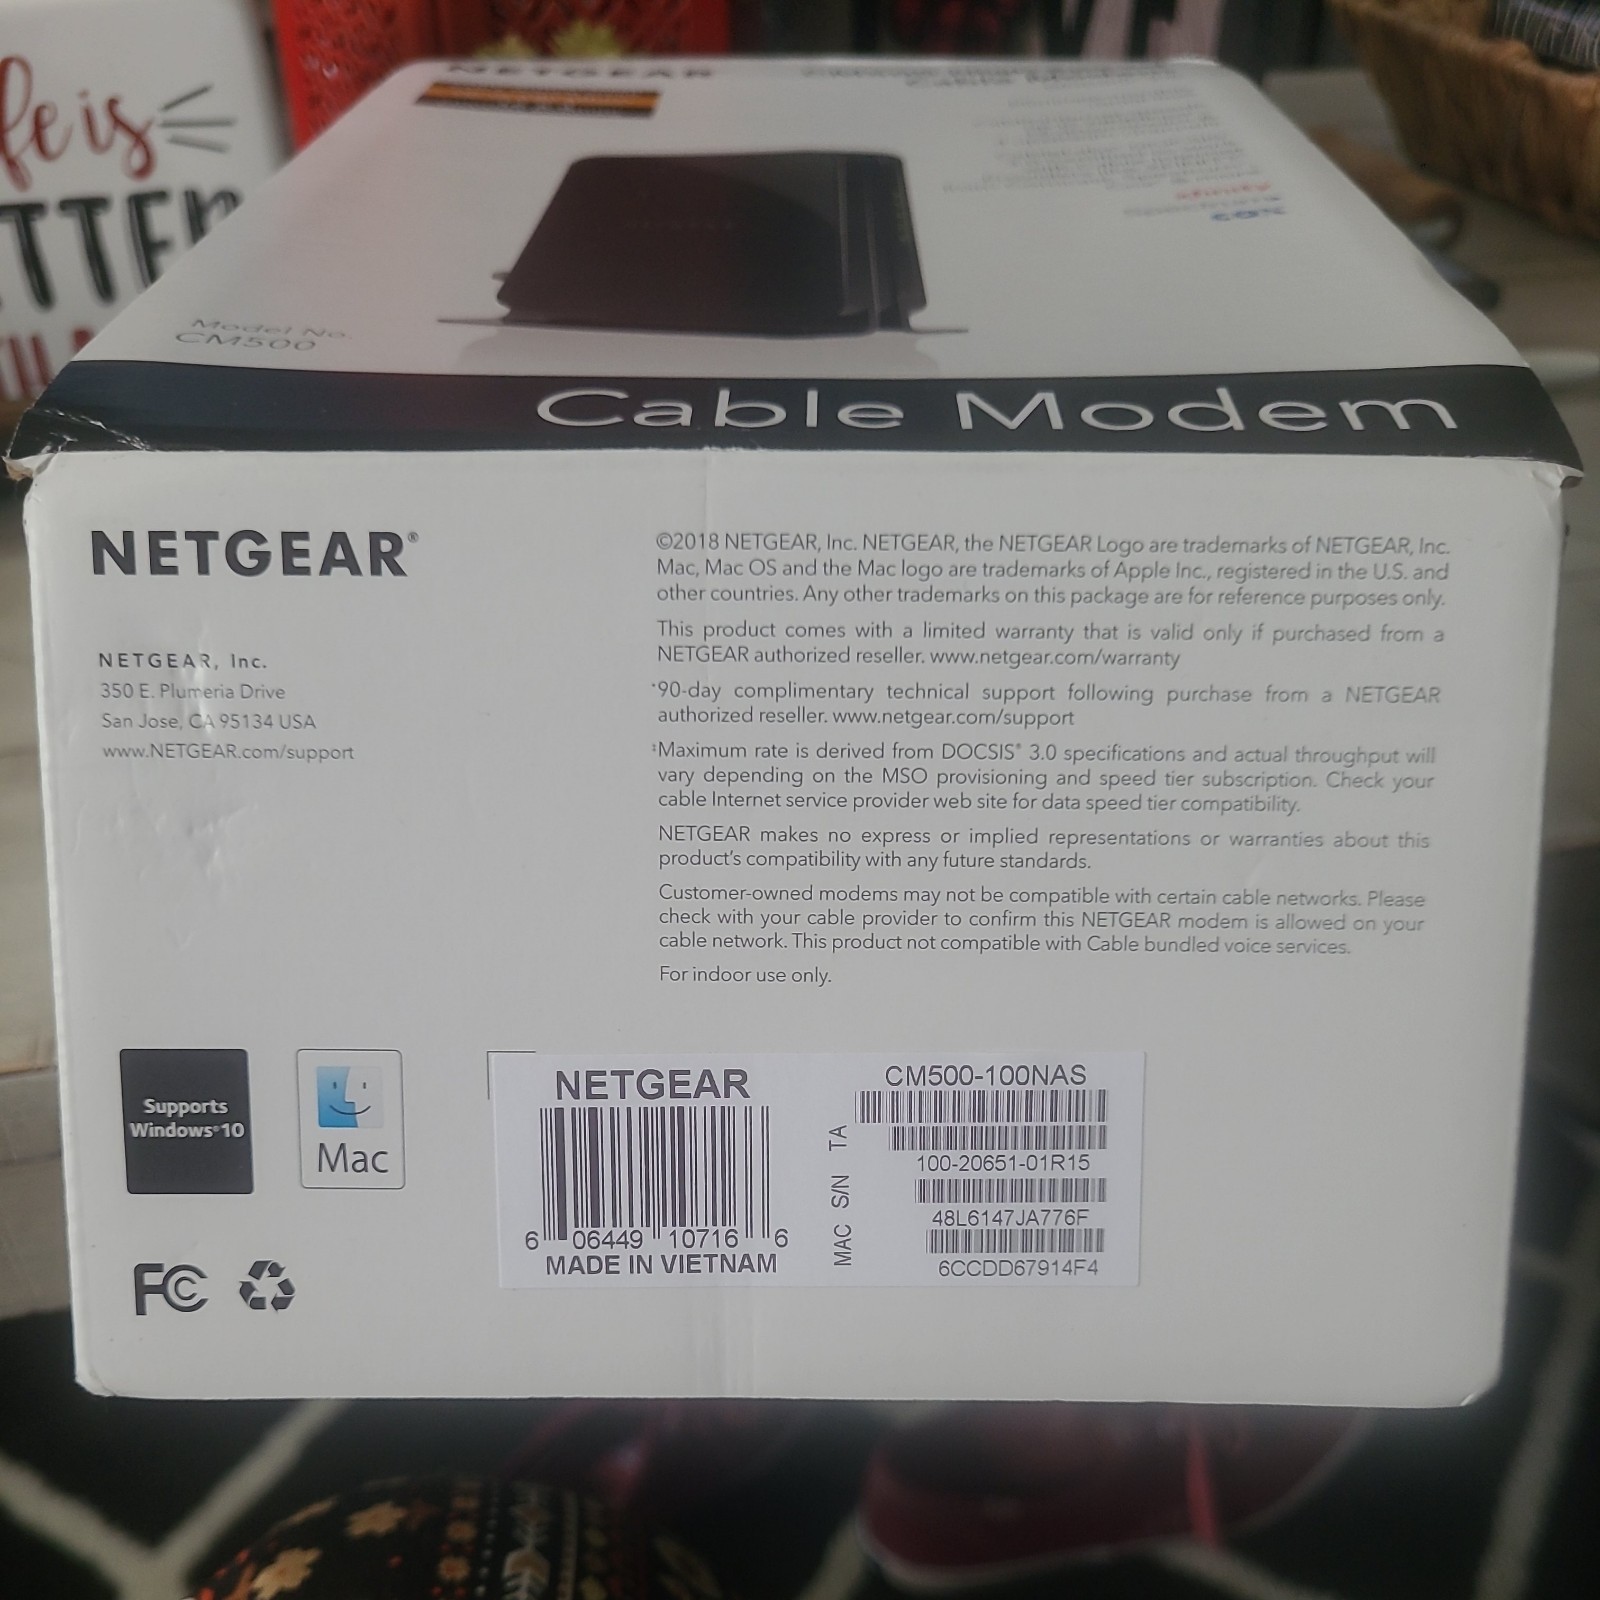 NETGEAR
Cable Modem
xfinity
COX
Model No.
CM500
Cable Modem
NETGEAR®
NETGEAR, Inc.
350 E. Plumeria Drive
San Jose, CA 95134 USA
www.NETGEAR.com/support
©2018 NETGEAR, Inc. NETGEAR, the NETGEAR Logo are trademarks of NETGEAR, Inc.
Mac, Mac OS and the Mac logo are trademarks of Apple Inc., registered in the U.S. and
other countries. Any other trademarks on this package are for reference purposes only.
This product comes with a limited warranty that is valid only if purchased from a
NETGEAR authorized reseller. www.netgear.com/warranty
*90-day complimentary technical support following purchase from a NETGEAR
authorized reseller. www.netgear.com/support
‡Maximum rate is derived from DOCSIS® 3.0 specifications and actual throughput will
vary depending on the MSO provisioning and speed tier subscription. Check your
cable Internet service provider web site for data speed tier compatibility.
NETGEAR makes no express or implied representations or warranties about this
product's compatibility with any future standards.
Customer-owned modems may not be compatible with certain cable networks. Please
check with your cable provider to confirm this NETGEAR modem is allowed on your
cable network. This product not compatible with Cable bundled voice services.
For indoor use only.
Supports
Windows®10
Mac
FC
NETGEAR
6 06449 10716 6
MADE IN VIETNAM
CM500-100NAS
TA
100-20651-01R15
S/N
48L6147JA776F
MAC
6CCDD67914F4
is